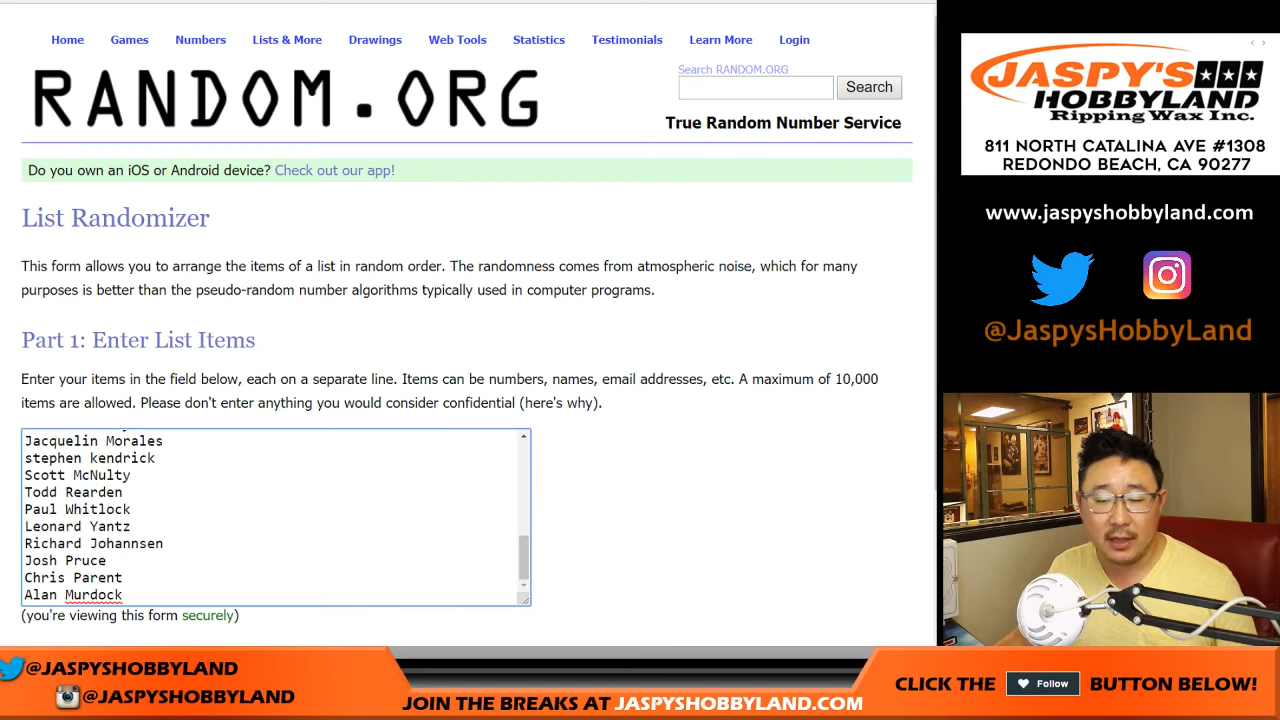 Home Games Numbers Lists & More Drawings Web Tools Statistics Testimonials Learn More Login
RANDOM.ORG
Search RANDOM.ORG
Search
True Random Number Service
Do you own an iOS or Android device? Check out our app!
List Randomizer
This form allows you to arrange the items of a list in random order. The randomness comes from atmospheric noise, which for many
purposes is better than the pseudo-random number algorithms typically used in computer programs.
Part 1: Enter List Items
Enter your items in the field below, each on a separate line. Items can be numbers, names, email addresses, etc. A maximum of 10,000
items are allowed. Please don't enter anything you would consider confidential (here's why).
Jacquelin Morales
stephen kendrick
Scott McNulty
Todd Rearden
Paul Whitlock
Leonard Yantz
Richard Johannsen
Josh Pruce
Chris Parent
Alan Murdock
(you're viewing this form securely)
JASPY'S
HOBBYLAND
Ripping Wax Inc.
811 NORTH CATALINA AVE #1308
REDONDO BEACH, CA 90277
www.jaspyshobbyland.com
@JaspysHobbyLand
@JASPYSHOBBYLAND
@JASPYSHOBBYLAND
JOIN THE BREAKS AT JASPYSHOBBYLAND.COM
CLICK THE Follow BUTTON BELOW!